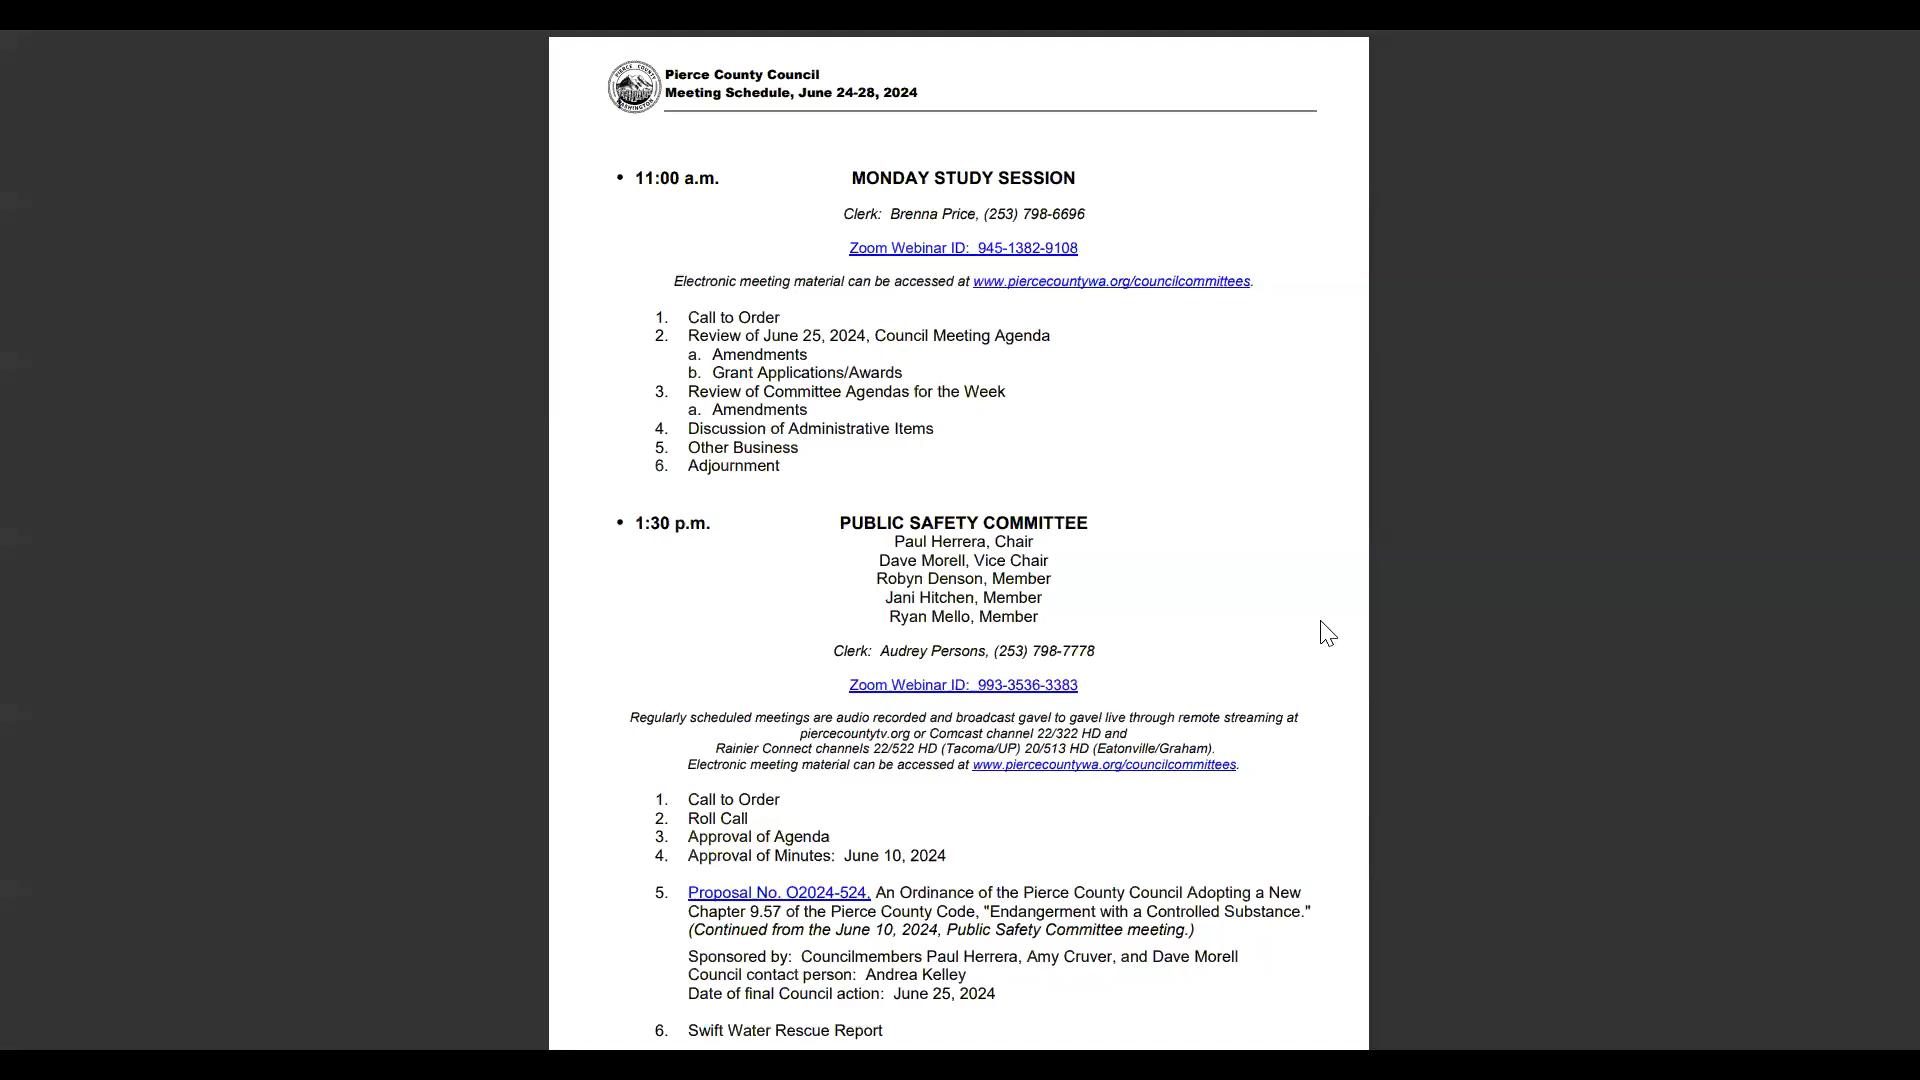 Pierce County Council
Meeting Schedule, June 24-28, 2024
• 11:00 a.m. MONDAY STUDY SESSION
Clerk: Brenna Price, (253) 798-6696
Zoom Webinar ID: 945-1382-9108
Electronic meeting material can be accessed at www.piercecountywa.org/councilcommittees.
1. Call to Order
2. Review of June 25, 2024, Council Meeting Agenda
a. Amendments
b. Grant Applications/Awards
3. Review of Committee Agendas for the Week
a. Amendments
4. Discussion of Administrative Items
5. Other Business
6. Adjournment
• 1:30 p.m. PUBLIC SAFETY COMMITTEE
Paul Herrera, Chair
Dave Morell, Vice Chair
Robyn Denson, Member
Jani Hitchen, Member
Ryan Mello, Member
Clerk: Audrey Persons, (253) 798-7778
Zoom Webinar ID: 993-3536-3383
Regularly scheduled meetings are audio recorded and broadcast gavel to gavel live through remote streaming at
piercecountytv.org or Comcast channel 22/322 HD and
Rainier Connect channels 22/522 HD (Tacoma/UP) 20/513 HD (Eatonville/Graham).
Electronic meeting material can be accessed at www.piercecountywa.org/councilcommittees.
1. Call to Order
2. Roll Call
3. Approval of Agenda
4. Approval of Minutes: June 10, 2024
5. Proposal No. O2024-524, An Ordinance of the Pierce County Council Adopting a New
Chapter 9.57 of the Pierce County Code, "Endangerment with a Controlled Substance."
(Continued from the June 10, 2024, Public Safety Committee meeting.)
Sponsored by: Councilmembers Paul Herrera, Amy Cruver, and Dave Morell
Council contact person: Andrea Kelley
Date of final Council action: June 25, 2024
6. Swift Water Rescue Report